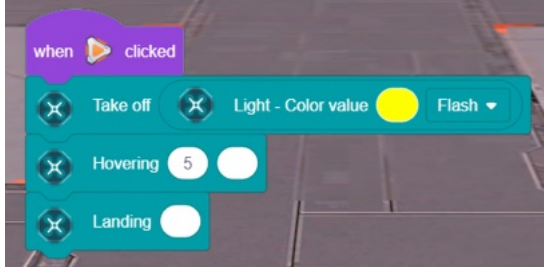 when clicked
Take off Light - Color value Flash
Hovering 5
Landing